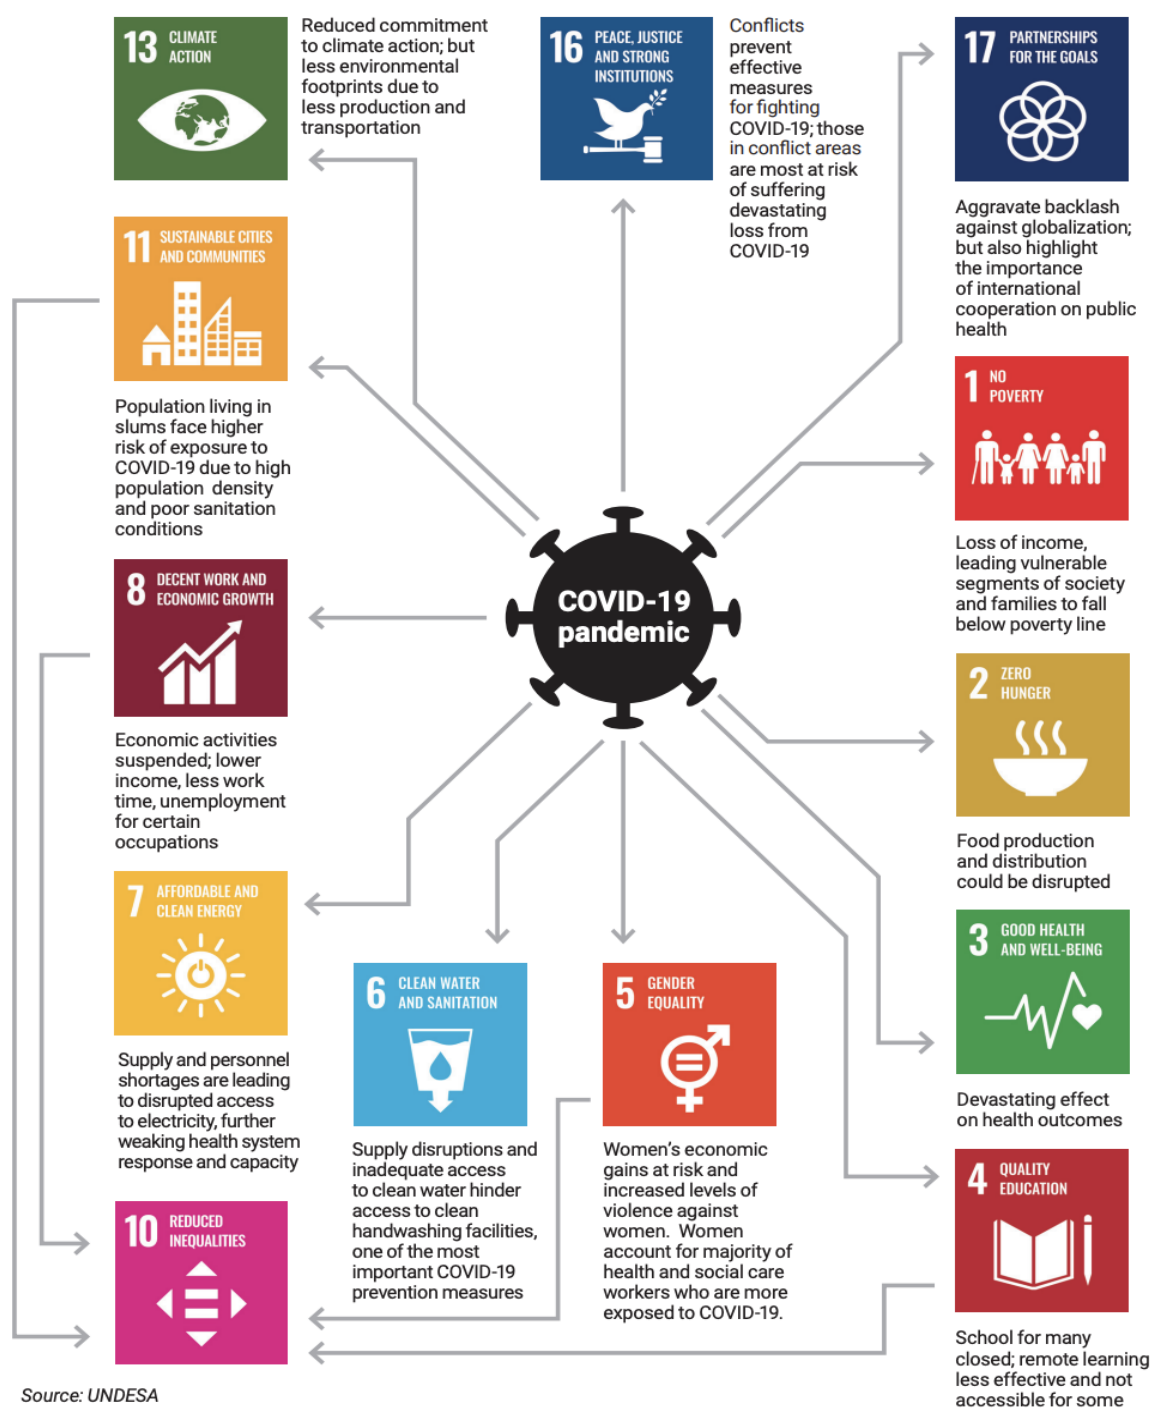 13 CLIMATE
ACTION
Reduced commitment
to climate action; but
less environmental
footprints due to
less production and
transportation
16 PEACE, JUSTICE
AND STRONG
INSTITUTIONS
Conflicts
prevent
effective
measures
for fighting
COVID-19; those
in conflict areas
are most at risk
of suffering
devastating
loss from
COVID-19
17 PARTNERSHIPS
FOR THE GOALS
Aggravate backlash
against globalization;
but also highlight
the importance
of international
cooperation on public
health
11 SUSTAINABLE CITIES
AND COMMUNITIES
Population living in
slums face higher
risk of exposure to
COVID-19 due to high
population density
and poor sanitation
conditions
1 NO
POVERTY
Loss of income,
leading vulnerable
segments of society
and families to fall
below poverty line
COVID-19
pandemic
8 DECENT WORK AND
ECONOMIC GROWTH
Economic activities
suspended; lower
income, less work
time, unemployment
for certain
occupations
2 ZERO
HUNGER
Food production
and distribution
could be disrupted
7 AFFORDABLE AND
CLEAN ENERGY
Supply and personnel
shortages are leading
to disrupted access
to electricity, further
weaking health system
response and capacity
6 CLEAN WATER
AND SANITATION
Supply disruptions and
inadequate access
to clean water hinder
access to clean
handwashing facilities,
one of the most
important COVID-19
prevention measures
5 GENDER
EQUALITY
Women's economic
gains at risk and
increased levels of
violence against
women. Women
account for majority of
health and social care
workers who are more
exposed to COVID-19.
3 GOOD HEALTH
AND WELL-BEING
Devastating effect
on health outcomes
4 QUALITY
EDUCATION
School for many
closed; remote learning
less effective and not
accessible for some
10 REDUCED
INEQUALITIES
Source: UNDESA